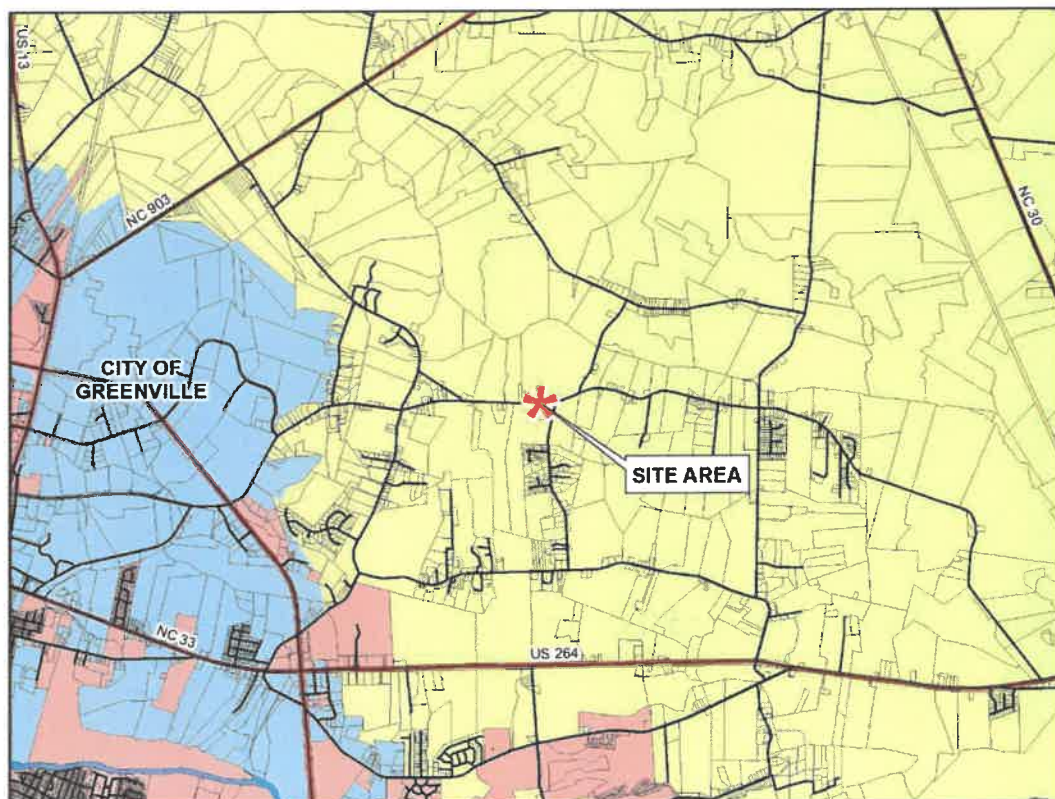 US 13
NC 903
NC 30
CITY OF
GREENVILLE
SITE AREA
NC 33
US 264